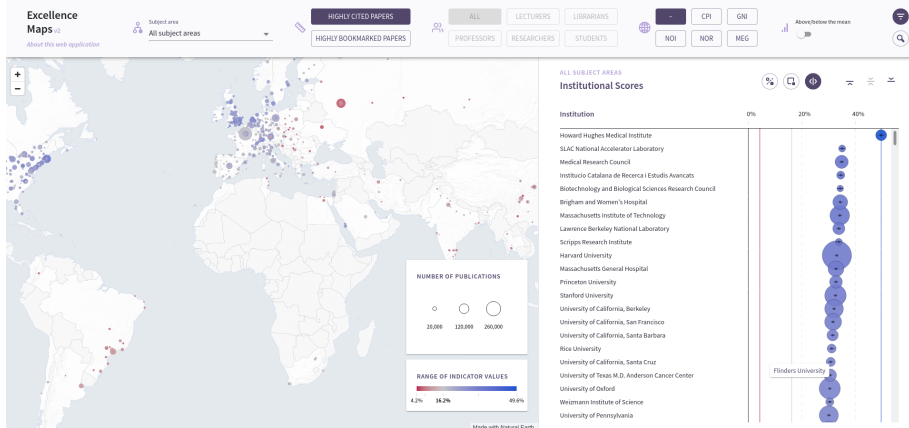 Excellence
Maps v2
About this web application
Subject area
All subject areas
HIGHLY CITED PAPERS
HIGHLY BOOKMARKED PAPERS
ALL
LECTURERS
LIBRARIANS
PROFESSORS
RESEARCHERS
STUDENTS
-
CPI
GNI
NOI
NOR
MEG
Above/below the mean
+
−
NUMBER OF PUBLICATIONS
20,000 120,000 260,000
RANGE OF INDICATOR VALUES
4.2% 16.2% 49.6%
Made with Natural Earth
ALL SUBJECT AREAS
Institutional Scores
Institution 0% 20% 40%
Howard Hughes Medical Institute
SLAC National Accelerator Laboratory
Medical Research Council
Institucio Catalana de Recerca i Estudis Avancats
Biotechnology and Biological Sciences Research Council
Brigham and Women's Hospital
Massachusetts Institute of Technology
Lawrence Berkeley National Laboratory
Scripps Research Institute
Harvard University
Massachusetts General Hospital
Princeton University
Stanford University
University of California, Berkeley
University of California, San Francisco
University of California, Santa Barbara
Rice University
University of California, Santa Cruz
Flinders University
University of Texas M.D. Anderson Cancer Center
University of Oxford
Weizmann Institute of Science
University of Pennsylvania